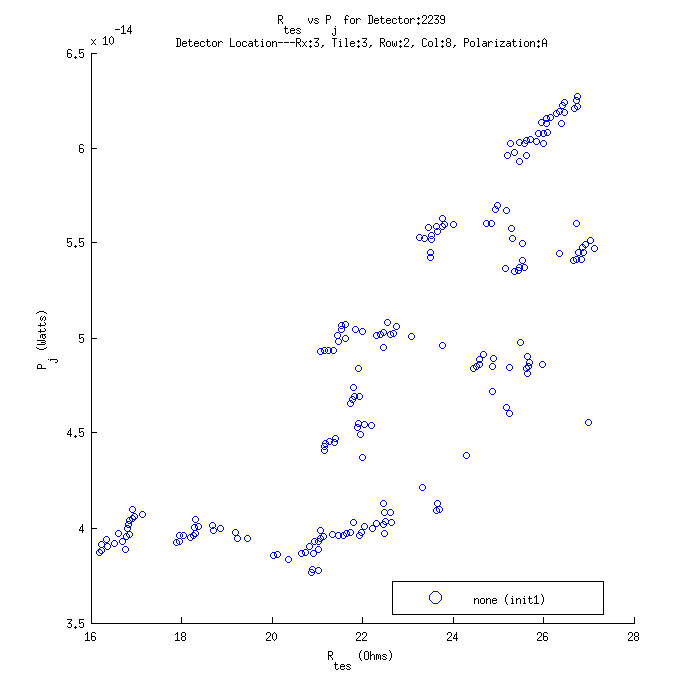 R_tes vs P_j for Detector:2239
Detector Location---Rx:3, Tile:3, Row:2, Col:8, Polarization:A
x 10^-14
6.5
6
5.5
5
4.5
4
3.5
P_j (Watts)
none (init1)
16 18 20 22 24 26 28
R_tes (Ohms)